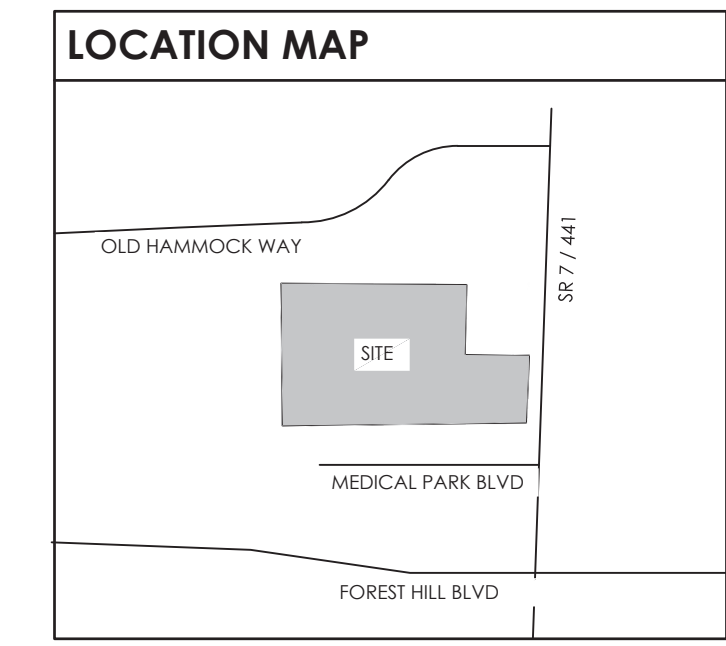 LOCATION MAP
OLD HAMMOCK WAY
SR 7 / 441
SITE
MEDICAL PARK BLVD
FOREST HILL BLVD